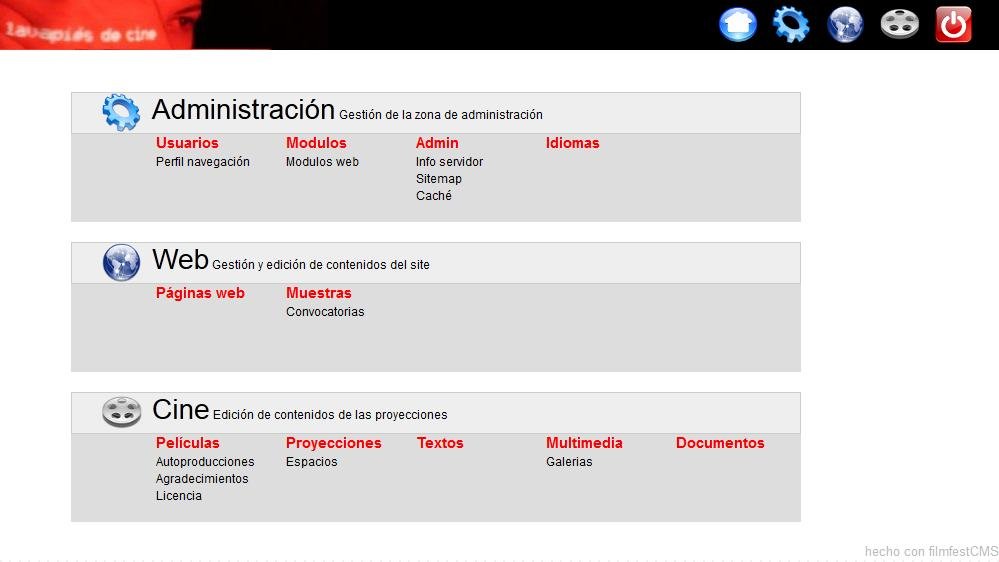 lavapiés de cine
Administración Gestión de la zona de administración
Usuarios Modulos Admin Idiomas
Perfil navegación Modulos web Info servidor
Sitemap
Caché
Web Gestión y edición de contenidos del site
Páginas web Muestras
Convocatorias
Cine Edición de contenidos de las proyecciones
Películas Proyecciones Textos Multimedia Documentos
Autoproducciones Espacios Galerias
Agradecimientos
Licencia
hecho con filmfestCMS